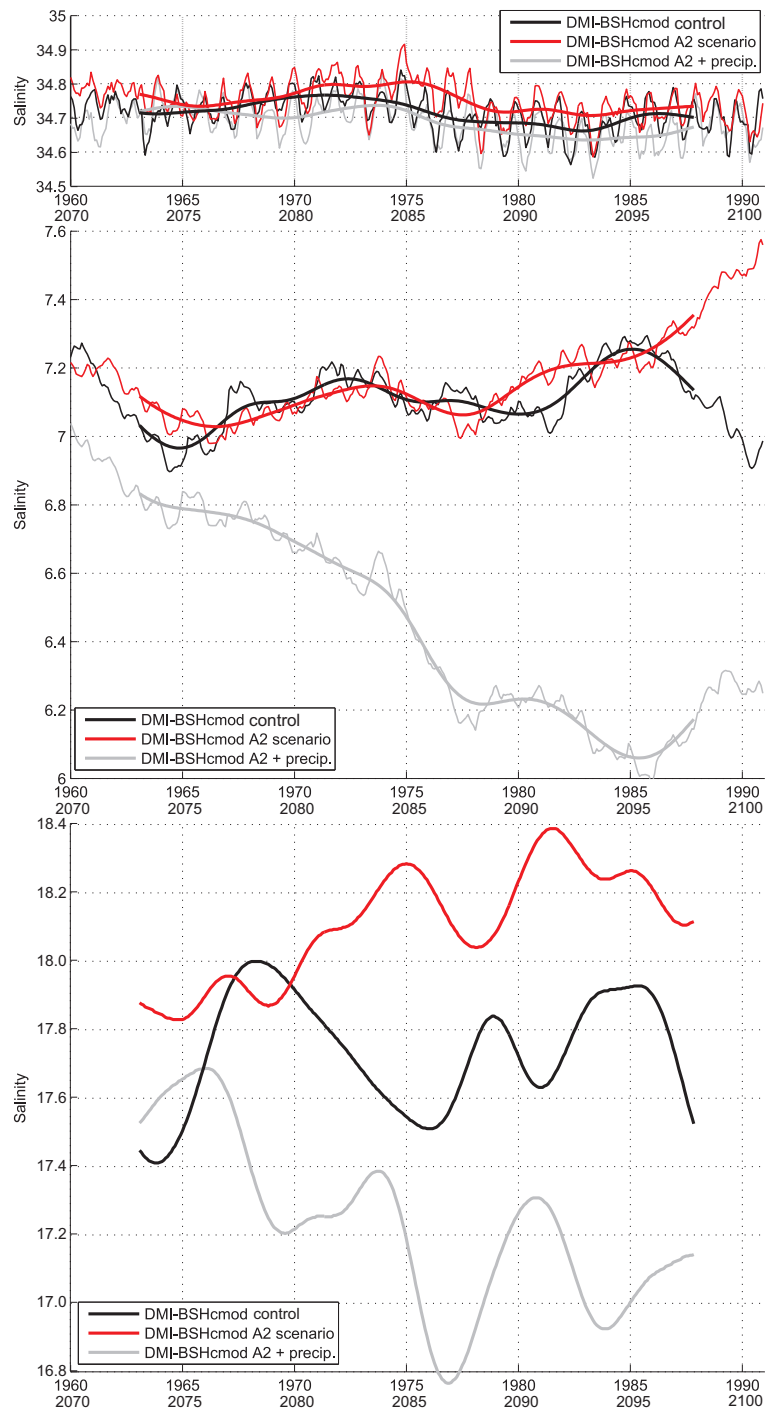 35
34.9
34.8
34.7
34.6
34.5
Salinity
DMI-BSHcmod control
DMI-BSHcmod A2 scenario
DMI-BSHcmod A2 + precip.
1960 1965 1970 1975 1980 1985 1990
2070 2075 2080 2085 2090 2095 2100
7.6
7.4
7.2
7
6.8
6.6
6.4
6.2
6
Salinity
DMI-BSHcmod control
DMI-BSHcmod A2 scenario
DMI-BSHcmod A2 + precip.
1960 1965 1970 1975 1980 1985 1990
2070 2075 2080 2085 2090 2095 2100
18.4
18.2
18.0
17.8
17.6
17.4
17.2
17.0
16.8
Salinity
DMI-BSHcmod control
DMI-BSHcmod A2 scenario
DMI-BSHcmod A2 + precip.
1960 1965 1970 1975 1980 1985 1990
2070 2075 2080 2085 2090 2095 2100